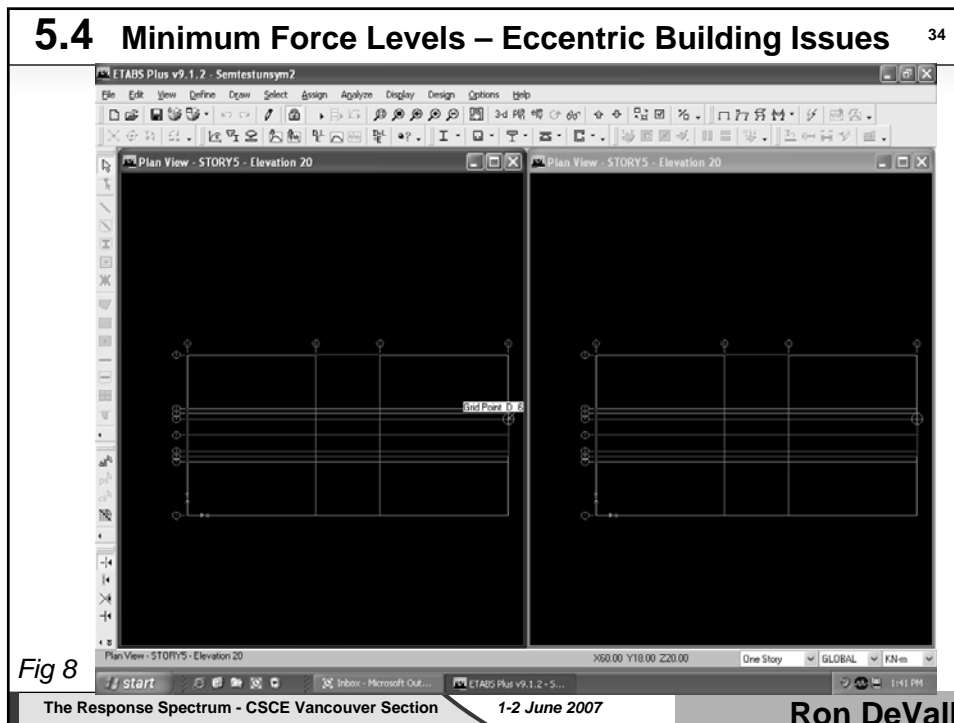 5.4 Minimum Force Levels – Eccentric Building Issues 34
ETABS Plus v9.1.2 - Semtestunsym2
File Edit View Define Draw Select Assign Analyze Display Design Options Help
Plan View - STORY5 - Elevation 20
Plan View - STORY5 - Elevation 20
Grid Point D 6
Plan View - STORY5 - Elevation 20 X60.00 Y18.00 Z20.00 One Story GLOBAL KN-m
Fig 8
start Inbox - Microsoft Out... ETABS Plus v9.1.2 - S... 1:41 PM
The Response Spectrum - CSCE Vancouver Section 1-2 June 2007 Ron DeVall